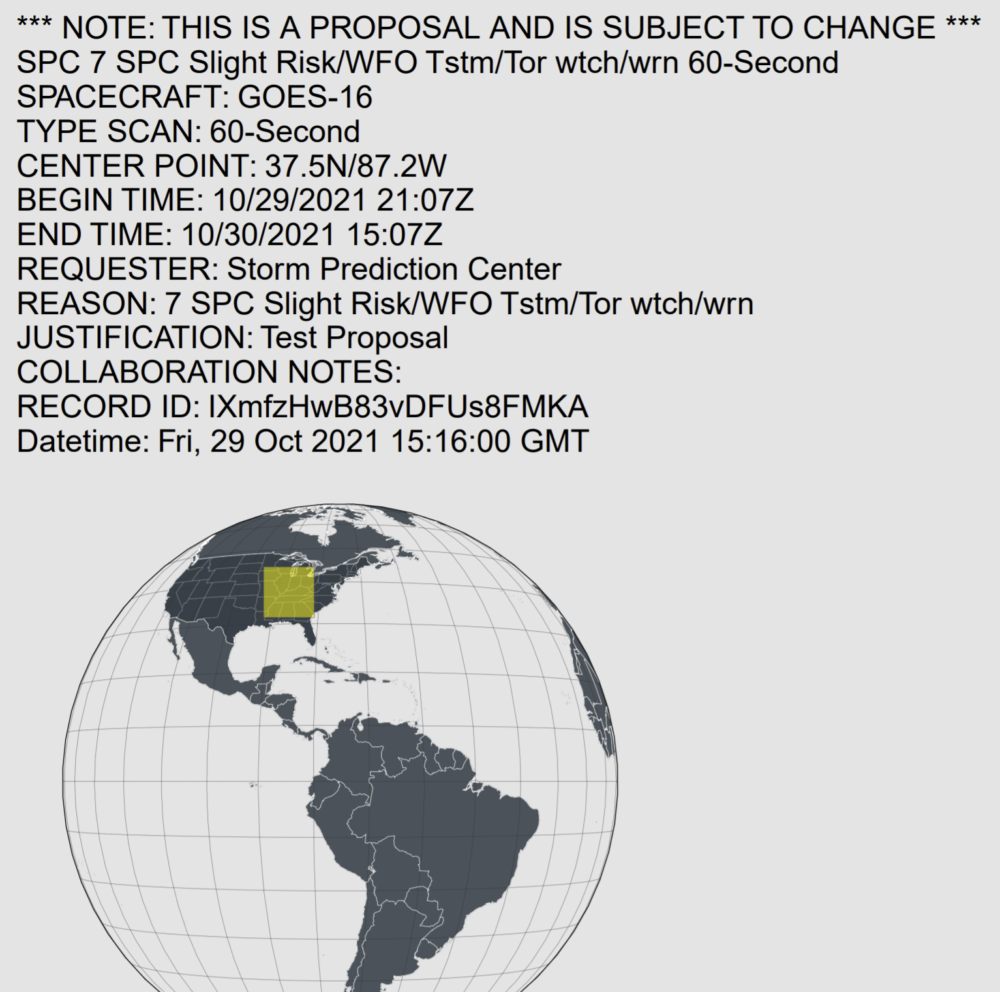 *** NOTE: THIS IS A PROPOSAL AND IS SUBJECT TO CHANGE ***
SPC 7 SPC Slight Risk/WFO Tstm/Tor wtch/wrn 60-Second
SPACECRAFT: GOES-16
TYPE SCAN: 60-Second
CENTER POINT: 37.5N/87.2W
BEGIN TIME: 10/29/2021 21:07Z
END TIME: 10/30/2021 15:07Z
REQUESTER: Storm Prediction Center
REASON: 7 SPC Slight Risk/WFO Tstm/Tor wtch/wrn
JUSTIFICATION: Test Proposal
COLLABORATION NOTES:
RECORD ID: IXmfzHwB83vDFUs8FMKA
Datetime: Fri, 29 Oct 2021 15:16:00 GMT